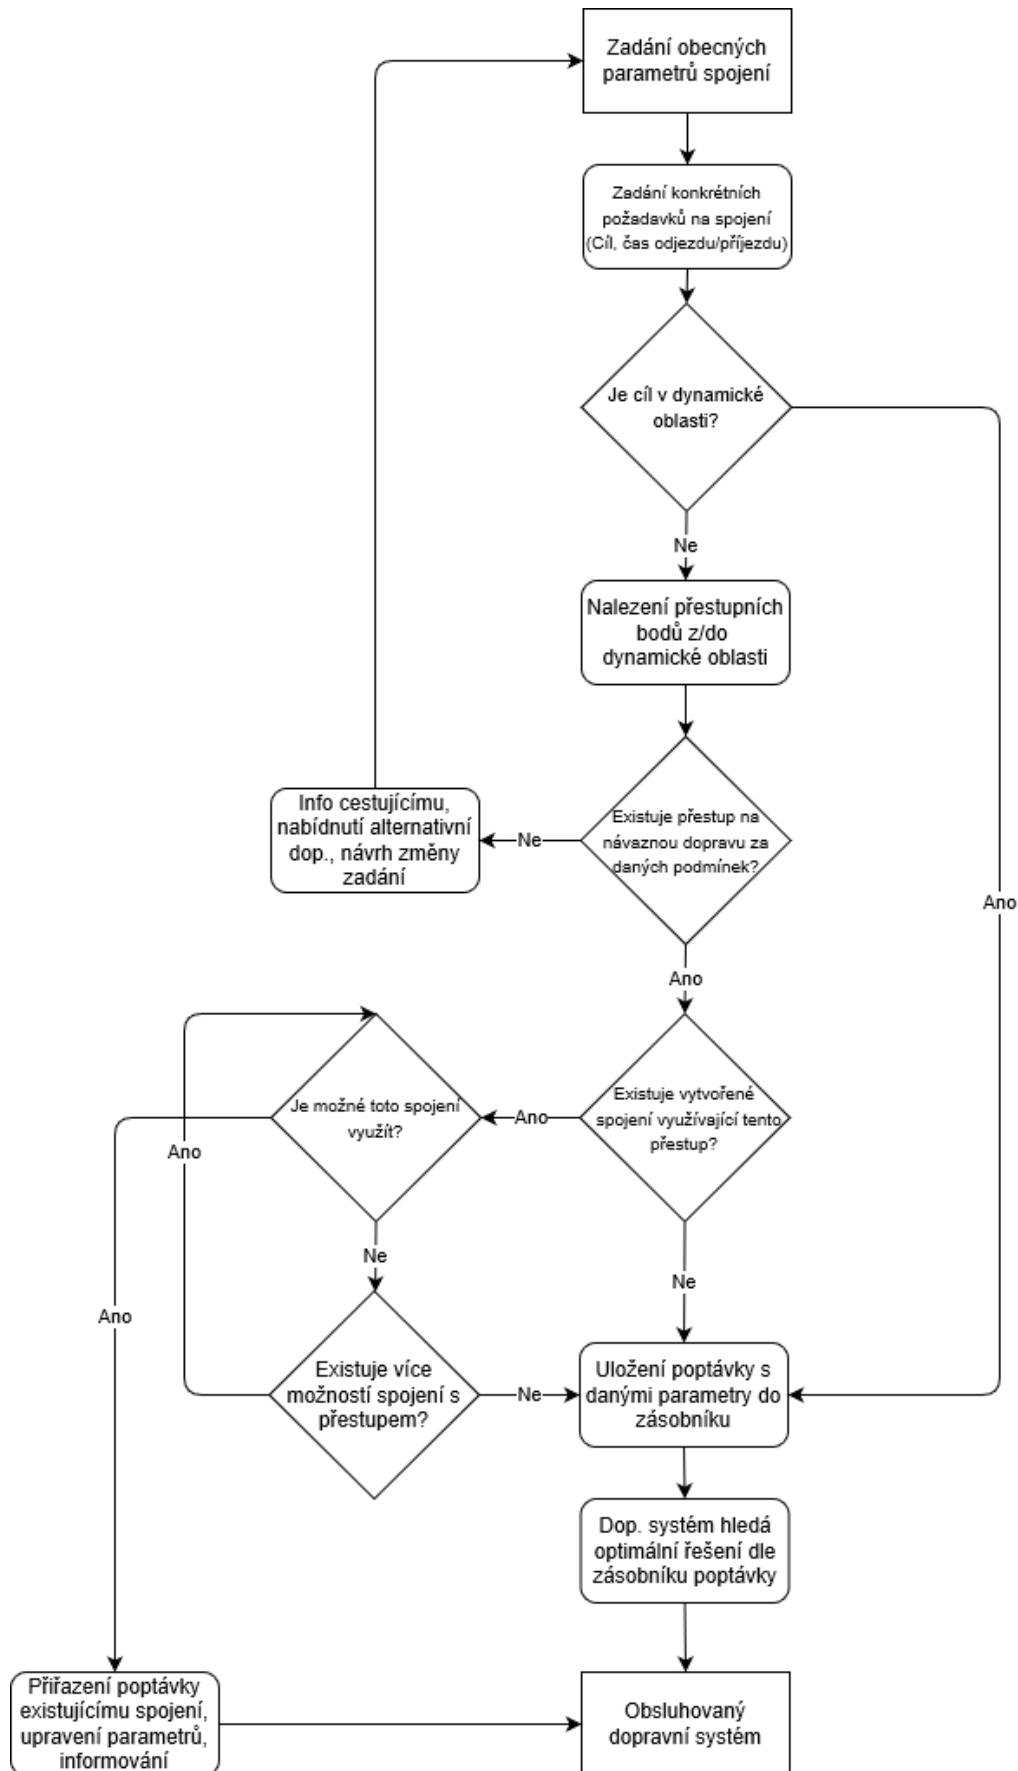 Zadání obecných
parametrů spojení
Zadání konkrétních
požadavků na spojení
(Cíl, čas odjezdu/příjezdu)
Je cíl v dynamické
oblasti?
Ne
Nalezení přestupních
bodů z/do
dynamické oblasti
Info cestujícímu,
nabídnutí alternativní
dop., návrh změny
zadání
Ne
Existuje přestup na
návaznou dopravu za
daných podmínek?
Ano
Ano
Je možné toto spojení
využít?
Ano
Existuje vytvořené
spojení využívající tento
přestup?
Ano
Ne
Ne
Ano
Existuje více
možností spojení s
přestupem?
Ne
Uložení poptávky s
danými parametry do
zásobníku
Dop. systém hledá
optimální řešení dle
zásobníku poptávky
Přiřazení poptávky
existujícímu spojení,
upravení parametrů,
informování
Obsluhovaný
dopravní systém